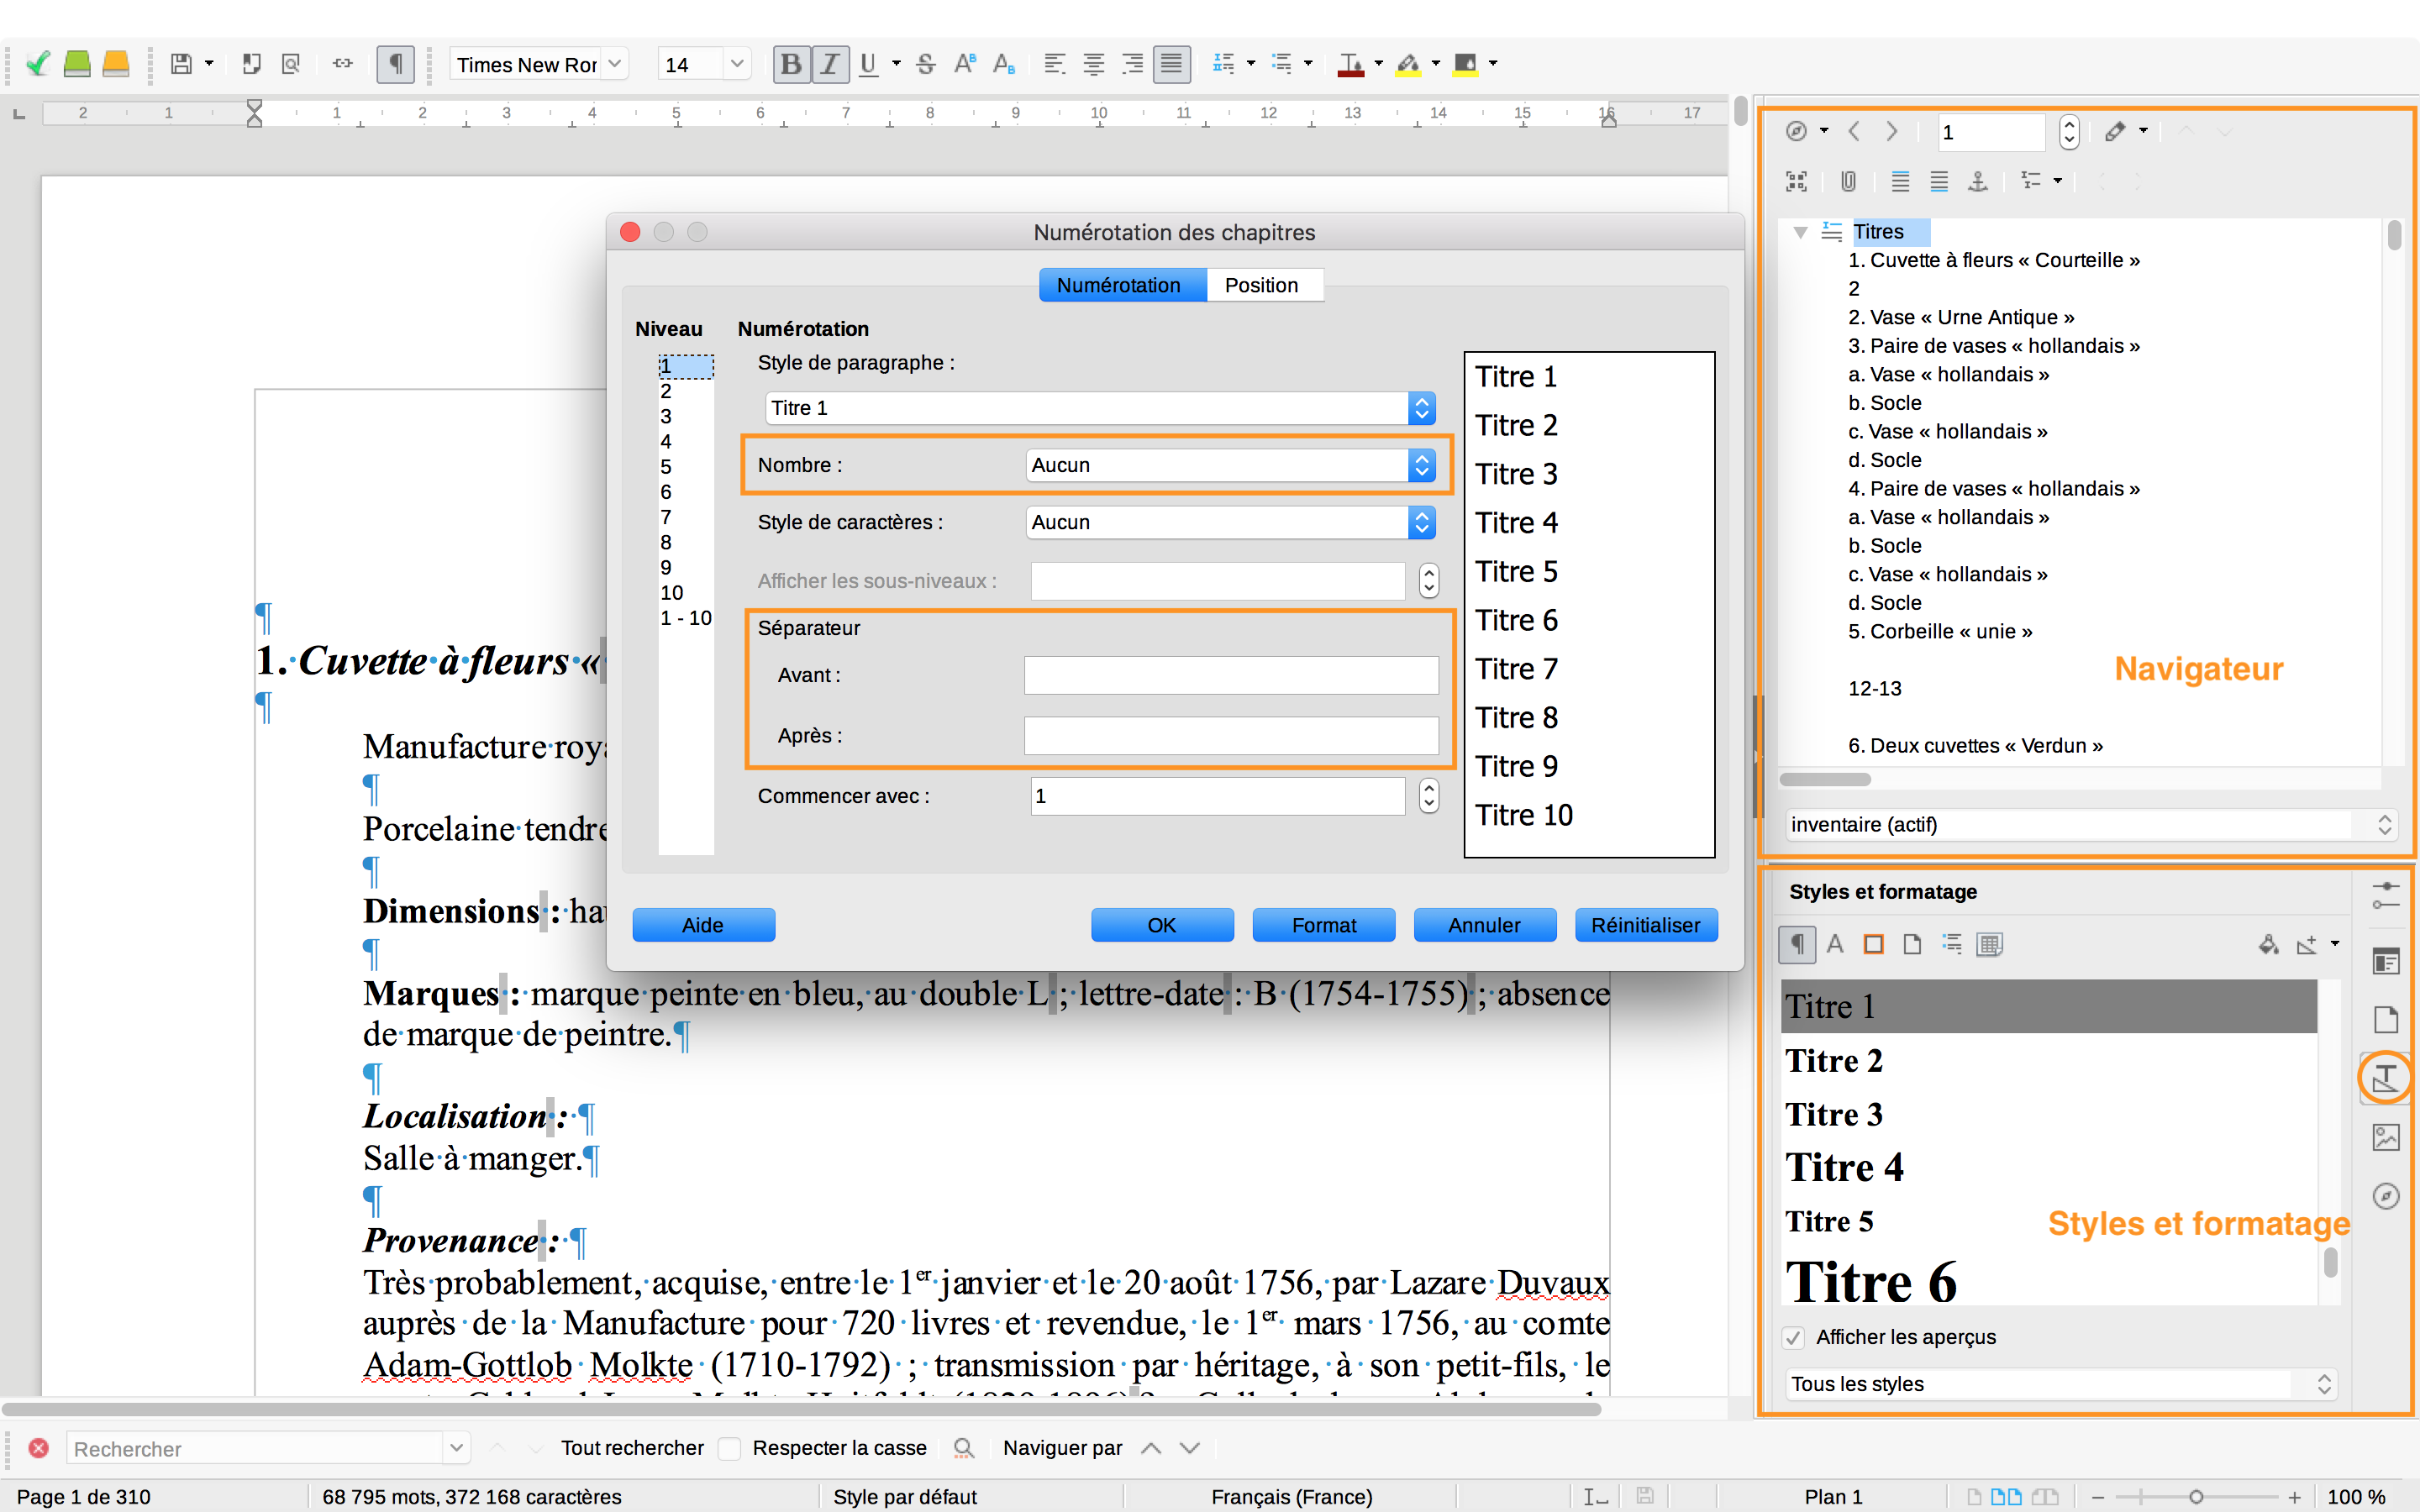 Times New Ror
14
B I U S AB AB
2 1 1 2 3 4 5 6 7 8 9 10 11 12 13 14 15 16 17
1
Titres
1. Cuvette à fleurs « Courteille »
2
2. Vase « Urne Antique »
3. Paire de vases « hollandais »
a. Vase « hollandais »
b. Socle
c. Vase « hollandais »
d. Socle
4. Paire de vases « hollandais »
a. Vase « hollandais »
b. Socle
c. Vase « hollandais »
d. Socle
5. Corbeille « unie »
Navigateur
12-13
6. Deux cuvettes « Verdun »
inventaire (actif)
Numérotation des chapitres
Numérotation Position
Niveau
1
2
3
4
5
6
7
8
9
10
1 - 10
Numérotation
Style de paragraphe :
Titre 1
Nombre : Aucun
Style de caractères : Aucun
Afficher les sous-niveaux :
Séparateur
Avant :
Après :
Commencer avec : 1
Titre 1
Titre 2
Titre 3
Titre 4
Titre 5
Titre 6
Titre 7
Titre 8
Titre 9
Titre 10
Aide OK Format Annuler Réinitialiser
¶
1. Cuvette à fleurs «
¶
Manufacture roya
¶
Porcelaine tendre
¶
Dimensions : hau
¶
Marques : marque peinte en bleu, au double L ; lettre-date : B (1754-1755) ; absence
de marque de peintre.¶
¶
Localisation : ¶
Salle à manger.¶
¶
Provenance : ¶
Très probablement, acquise, entre le 1er janvier et le 20 août 1756, par Lazare Duvaux
auprès de la Manufacture pour 720 livres et revendue, le 1er mars 1756, au comte
Adam-Gottlob Molkte (1710-1792) ; transmission par héritage, à son petit-fils, le
Styles et formatage
Titre 1
Titre 2
Titre 3
Titre 4
Titre 5
Styles et formatage
Titre 6
Afficher les aperçus
Tous les styles
Rechercher Tout rechercher Respecter la casse Naviguer par
Page 1 de 310 68 795 mots, 372 168 caractères Style par défaut Français (France) Plan 1 100 %